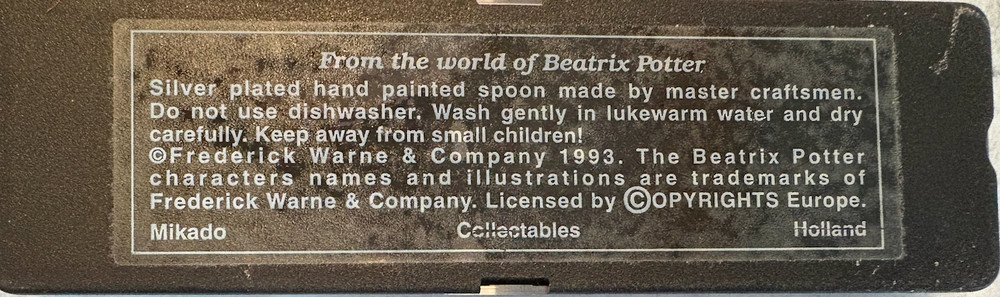 From the world of Beatrix Potter
Silver plated hand painted spoon made by master craftsmen.
Do not use dishwasher. Wash gently in lukewarm water and dry
carefully. Keep away from small children!
©Frederick Warne & Company 1993. The Beatrix Potter
characters names and illustrations are trademarks of
Frederick Warne & Company. Licensed by ©OPYRIGHTS Europe.
Mikado Collectables Holland